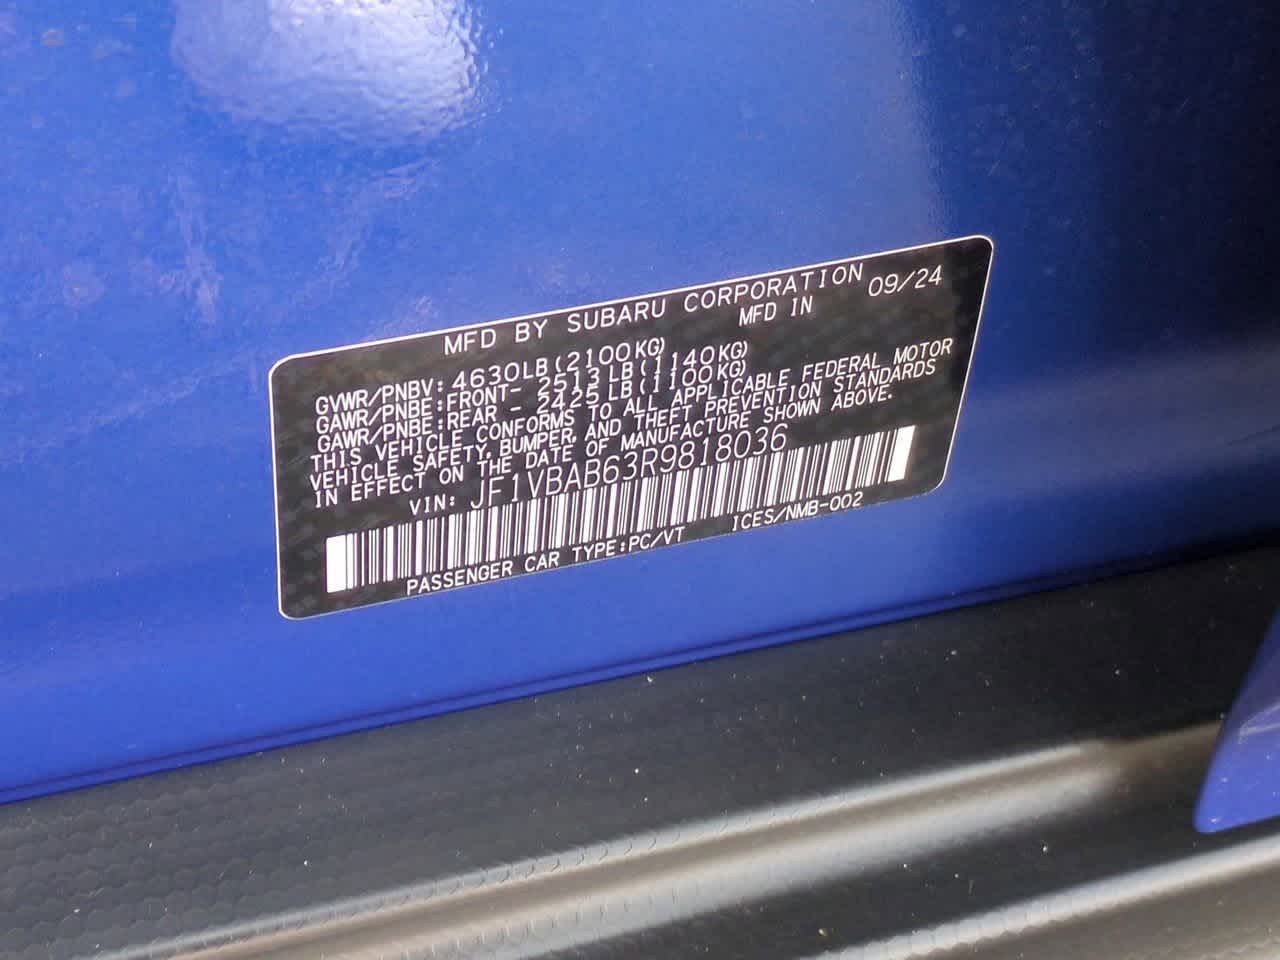 MFD BY SUBARU CORPORATION 09/24
MFD IN
GVWR/PNBV: 4630LB(2100KG)
GAWR/PNBE:FRONT- 2513LB(1140KG)
GAWR/PNBE:REAR - 2425LB(1100KG)
THIS VEHICLE CONFORMS TO ALL APPLICABLE FEDERAL MOTOR
VEHICLE SAFETY, BUMPER, AND THEFT PREVENTION STANDARDS
IN EFFECT ON THE DATE OF MANUFACTURE SHOWN ABOVE.
VIN: JF1VBAB63R9818036
PASSENGER CAR TYPE:PC/VT ICES/NMB-002